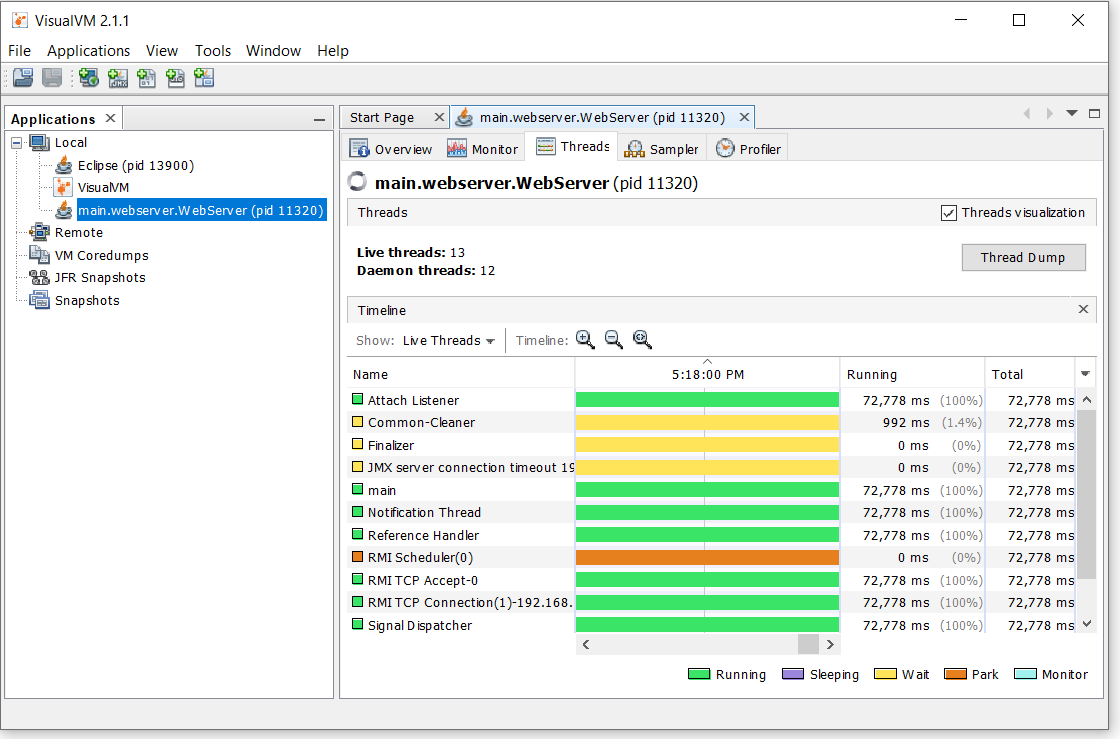 VisualVM 2.1.1
File Applications View Tools Window Help
Applications
Start Page main.webserver.WebServer (pid 11320)
Local
Eclipse (pid 13900)
VisualVM
main.webserver.WebServer (pid 11320)
Remote
VM Coredumps
JFR Snapshots
Snapshots
Overview Monitor Threads Sampler Profiler
main.webserver.WebServer (pid 11320)
Threads Threads visualization
Live threads: 13
Daemon threads: 12
Thread Dump
Timeline
Show: Live Threads Timeline:
Name 5:18:00 PM Running Total
Attach Listener 72,778 ms (100%) 72,778 ms
Common-Cleaner 992 ms (1.4%) 72,778 ms
Finalizer 0 ms (0%) 72,778 ms
JMX server connection timeout 19 0 ms (0%) 72,778 ms
main 72,778 ms (100%) 72,778 ms
Notification Thread 72,778 ms (100%) 72,778 ms
Reference Handler 72,778 ms (100%) 72,778 ms
RMI Scheduler(0) 0 ms (0%) 72,778 ms
RMI TCP Accept-0 72,778 ms (100%) 72,778 ms
RMI TCP Connection(1)-192.168. 72,778 ms (100%) 72,778 ms
Signal Dispatcher 72,778 ms (100%) 72,778 ms
Running Sleeping Wait Park Monitor